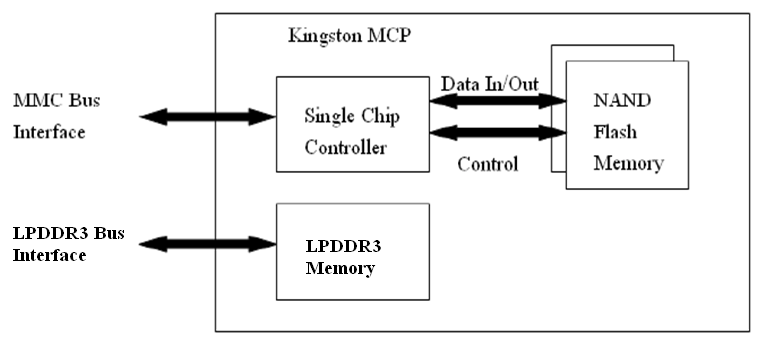 Kingston MCP
MMC Bus
Interface
Single Chip
Controller
Data In/Out
Control
NAND
Flash
Memory
LPDDR3 Bus
Interface
LPDDR3
Memory